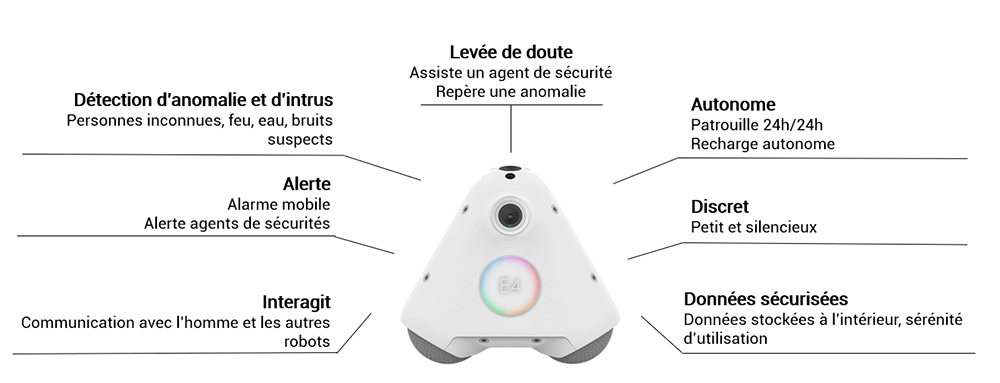 Levée de doute
Assiste un agent de sécurité
Repère une anomalie
Détection d'anomalie et d'intrus
Personnes inconnues, feu, eau, bruits
suspects
Alerte
Alarme mobile
Alerte agents de sécurités
Interagit
Communication avec l'homme et les autres
robots
Autonome
Patrouille 24h/24h
Recharge autonome
Discret
Petit et silencieux
Données sécurisées
Données stockées à l'intérieur, sérénité
d'utilisation
E4